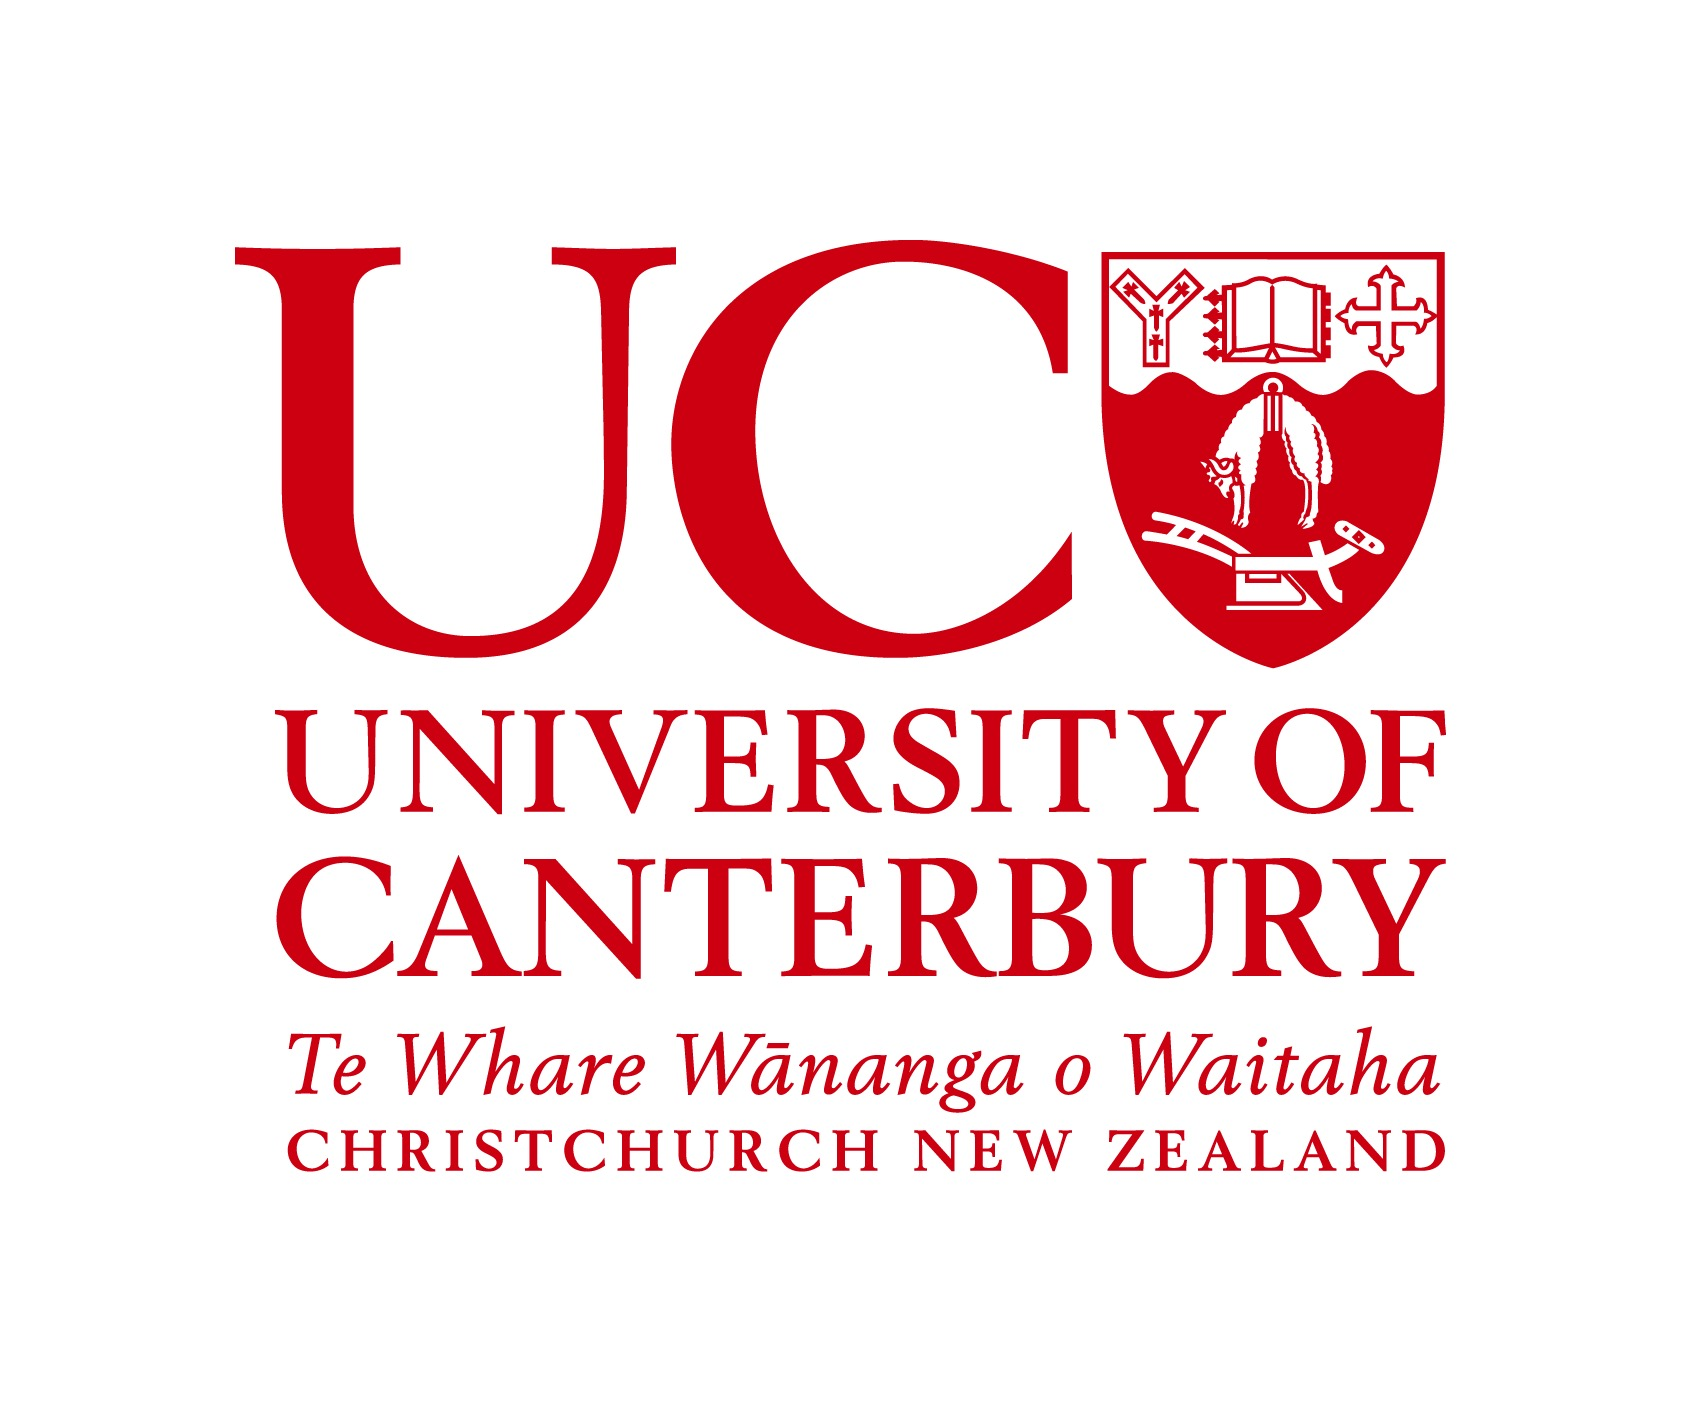 UC
UNIVERSITY OF
CANTERBURY
Te Whare Wānanga o Waitaha
CHRISTCHURCH NEW ZEALAND